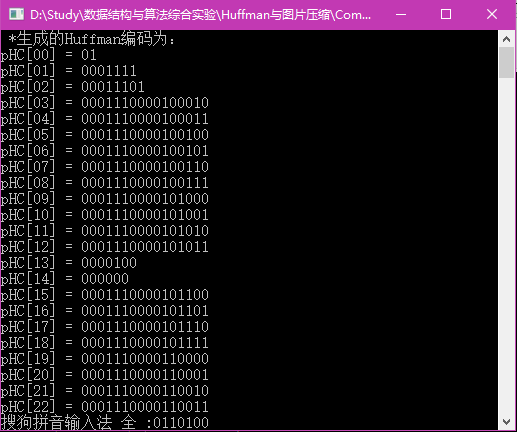 D:\Study\数据结构与算法综合实验\Huffman与图片压缩\Com...
*生成的Huffman编码为:
pHC[00] = 01
pHC[01] = 0001111
pHC[02] = 00011101
pHC[03] = 0001110000100010
pHC[04] = 0001110000100011
pHC[05] = 0001110000100100
pHC[06] = 0001110000100101
pHC[07] = 0001110000100110
pHC[08] = 0001110000100111
pHC[09] = 0001110000101000
pHC[10] = 0001110000101001
pHC[11] = 0001110000101010
pHC[12] = 0001110000101011
pHC[13] = 0000100
pHC[14] = 000000
pHC[15] = 0001110000101100
pHC[16] = 0001110000101101
pHC[17] = 0001110000101110
pHC[18] = 0001110000101111
pHC[19] = 0001110000110000
pHC[20] = 0001110000110001
pHC[21] = 0001110000110010
pHC[22] = 0001110000110011
搜狗拼音输入法 全 :0110100